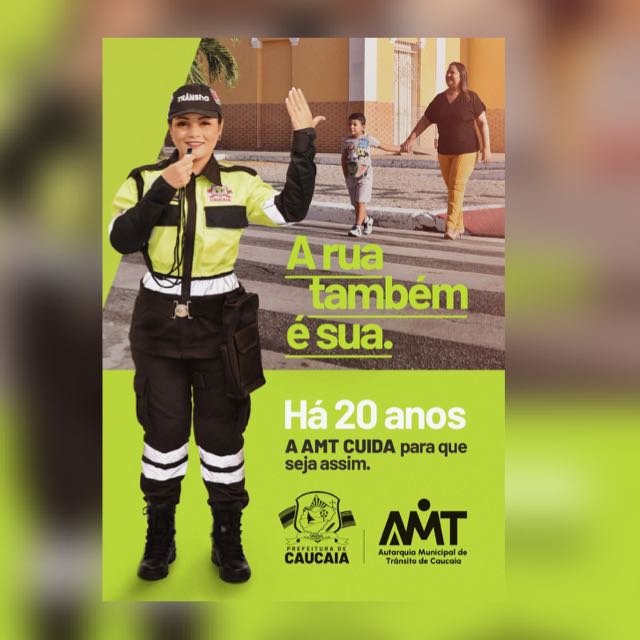 TRÂNSITO
CAUCAIA
A rua
também
é sua.
Há 20 anos
A AMT CUIDA para que
seja assim.
PREFEITURA DE
CAUCAIA
AMT
Autarquia Municipal de
Trânsito de Caucaia